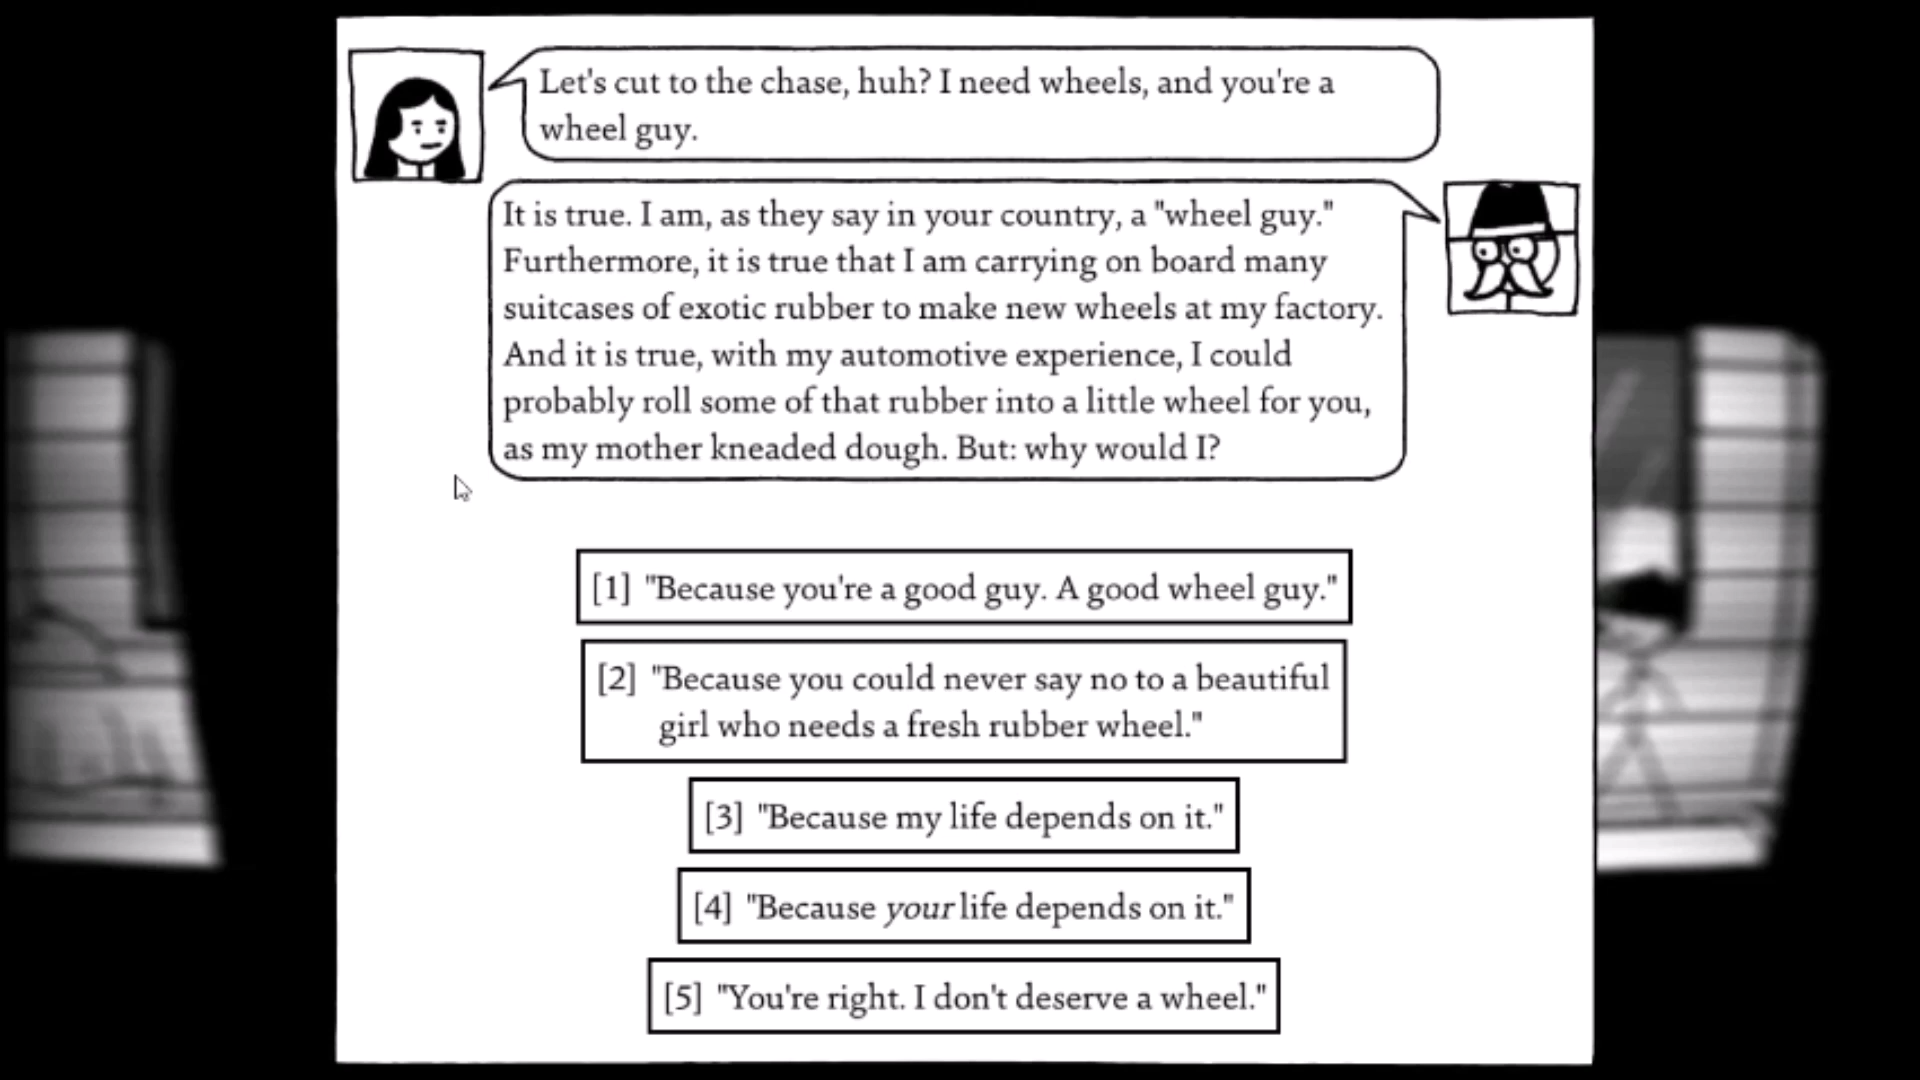 Let's cut to the chase, huh? I need wheels, and you're a
wheel guy.
It is true. I am, as they say in your country, a "wheel guy."
Furthermore, it is true that I am carrying on board many
suitcases of exotic rubber to make new wheels at my factory.
And it is true, with my automotive experience, I could
probably roll some of that rubber into a little wheel for you,
as my mother kneaded dough. But: why would I?
[1] "Because you're a good guy. A good wheel guy."
[2] "Because you could never say no to a beautiful
girl who needs a fresh rubber wheel."
[3] "Because my life depends on it."
[4] "Because your life depends on it."
[5] "You're right. I don't deserve a wheel."